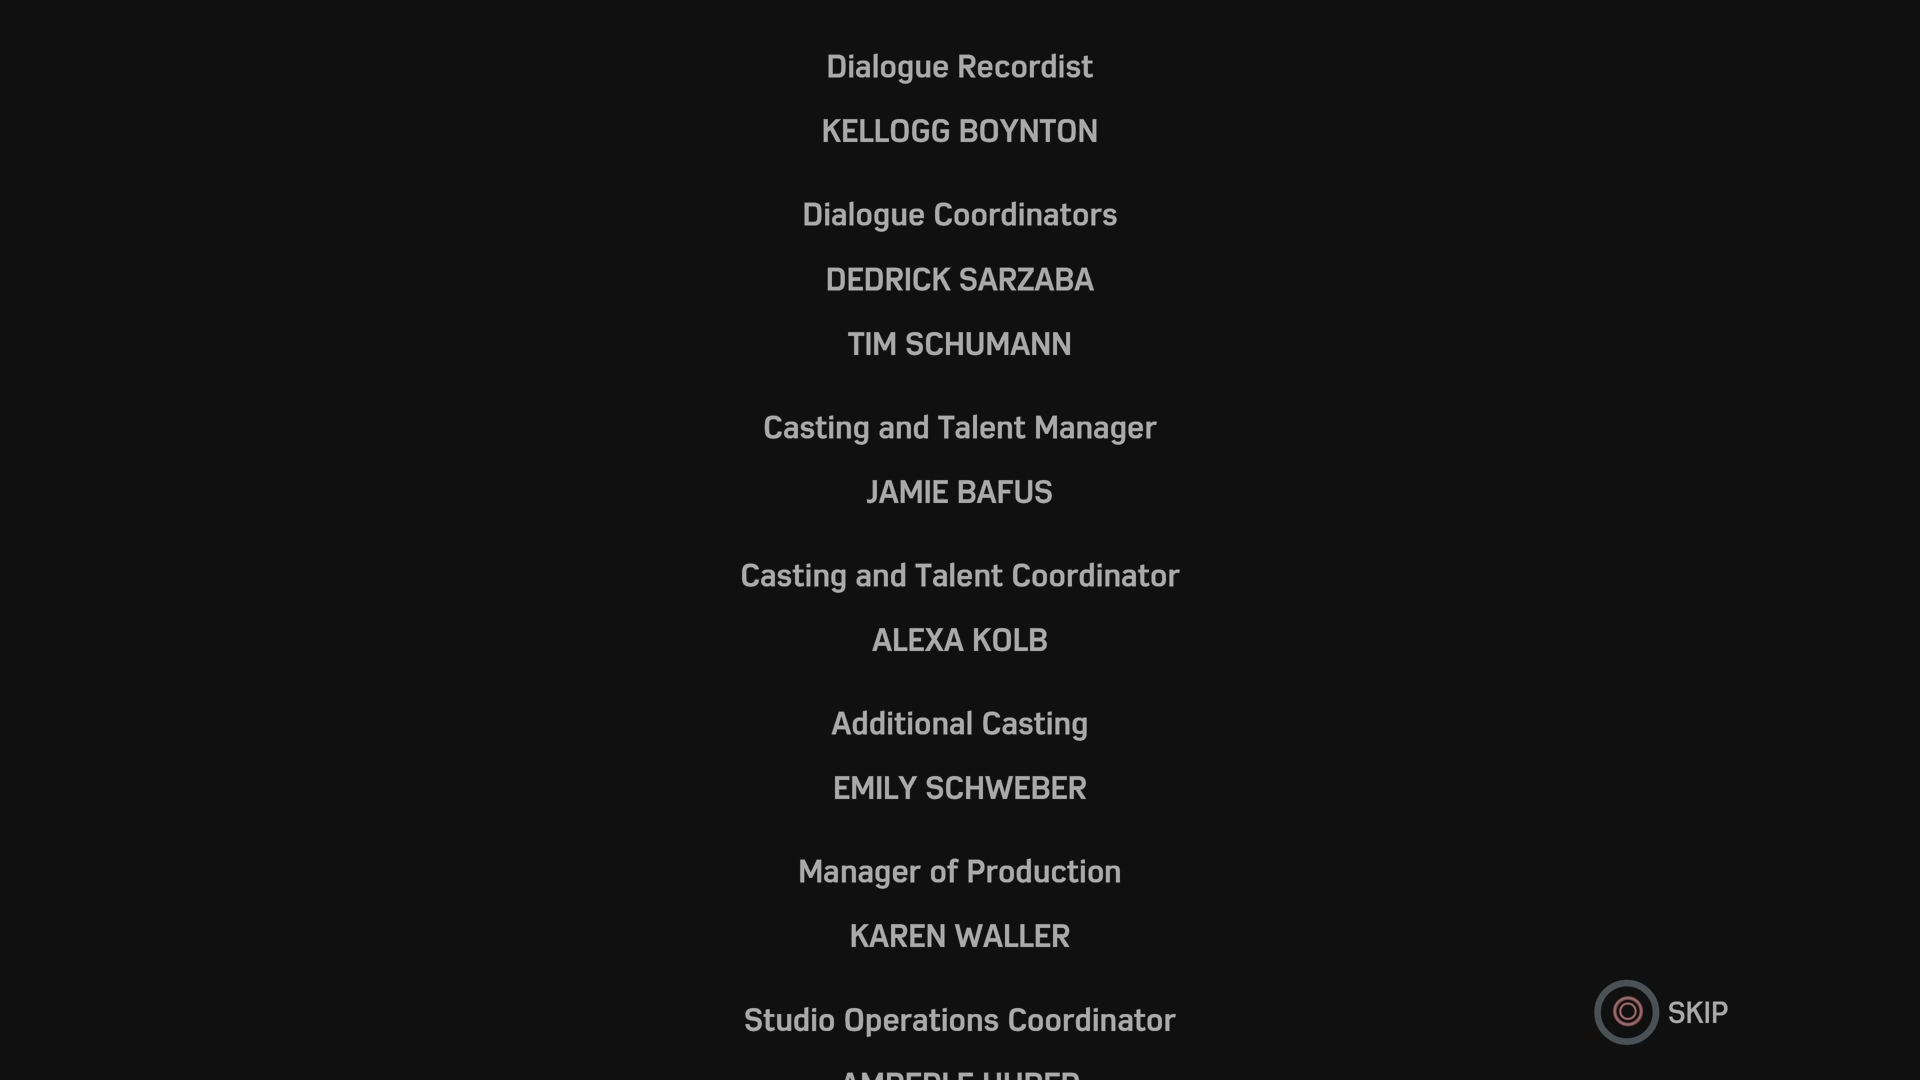 Dialogue Recordist
KELLOGG BOYNTON
Dialogue Coordinators
DEDRICK SARZABA
TIM SCHUMANN
Casting and Talent Manager
JAMIE BAFUS
Casting and Talent Coordinator
ALEXA KOLB
Additional Casting
EMILY SCHWEBER
Manager of Production
KAREN WALLER
Studio Operations Coordinator
SKIP